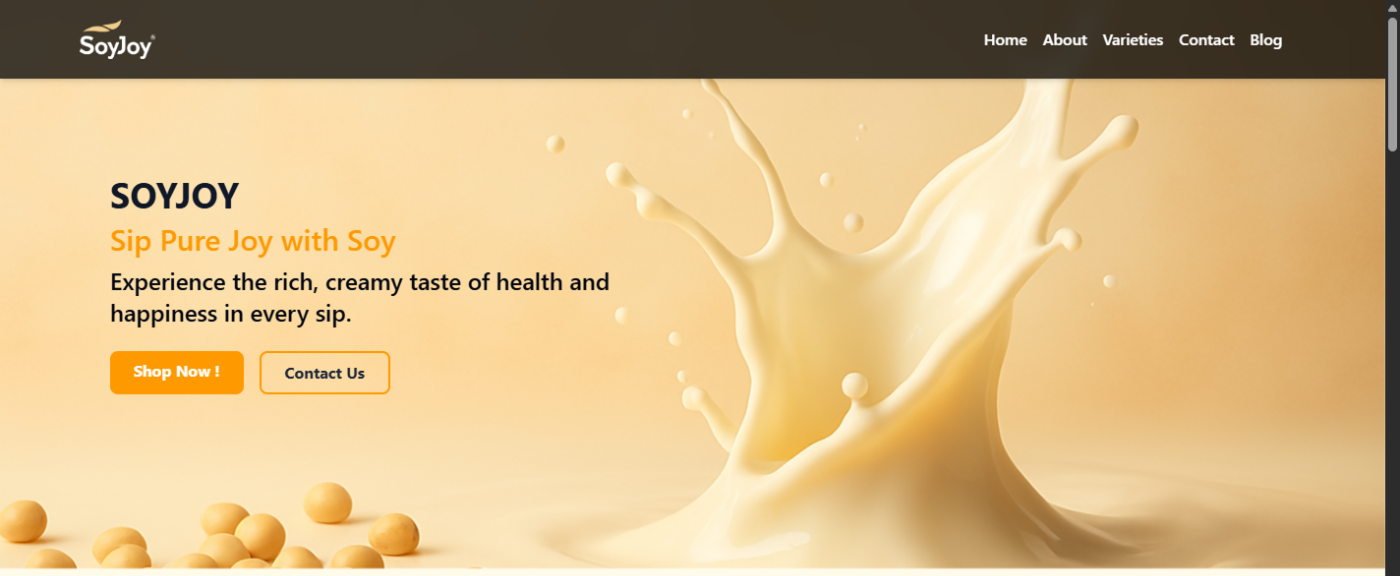 SoyJoy®
Home About Varieties Contact Blog
SOYJOY
Sip Pure Joy with Soy
Experience the rich, creamy taste of health and
happiness in every sip.
Shop Now ! Contact Us